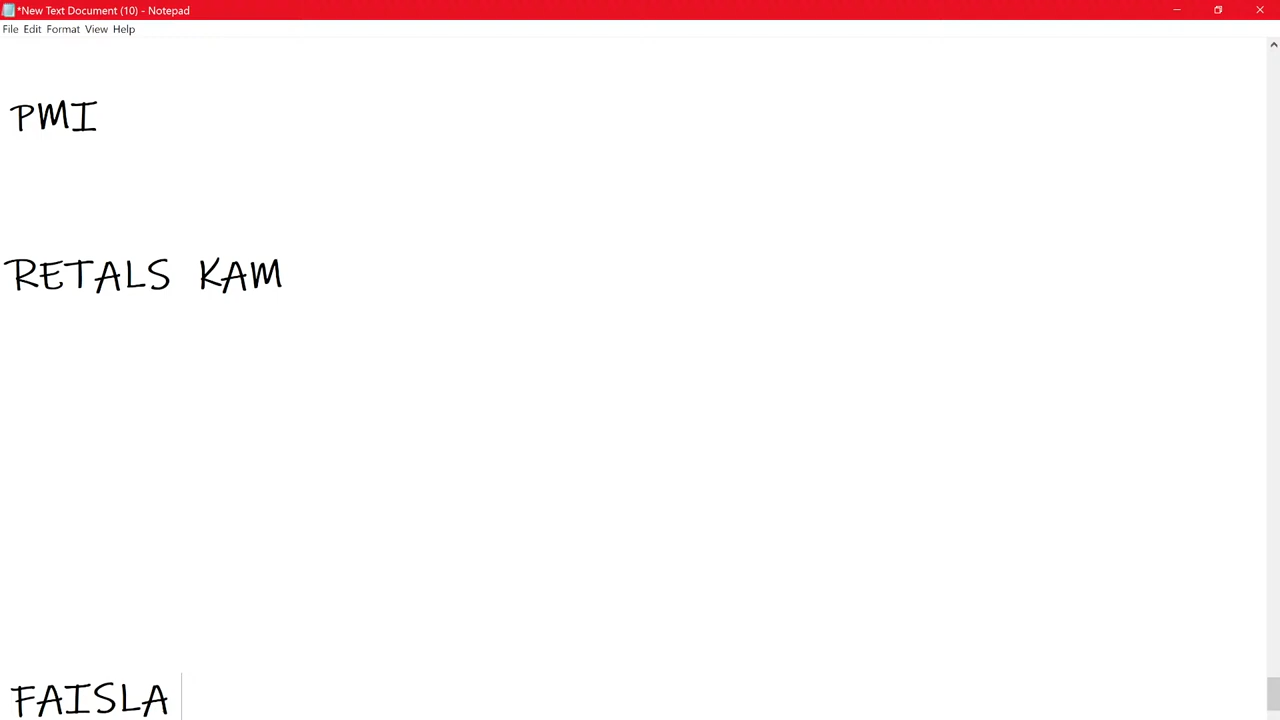 *New Text Document (10) - Notepad
File Edit Format View Help
PMI
RETALS KAM
FAISLA